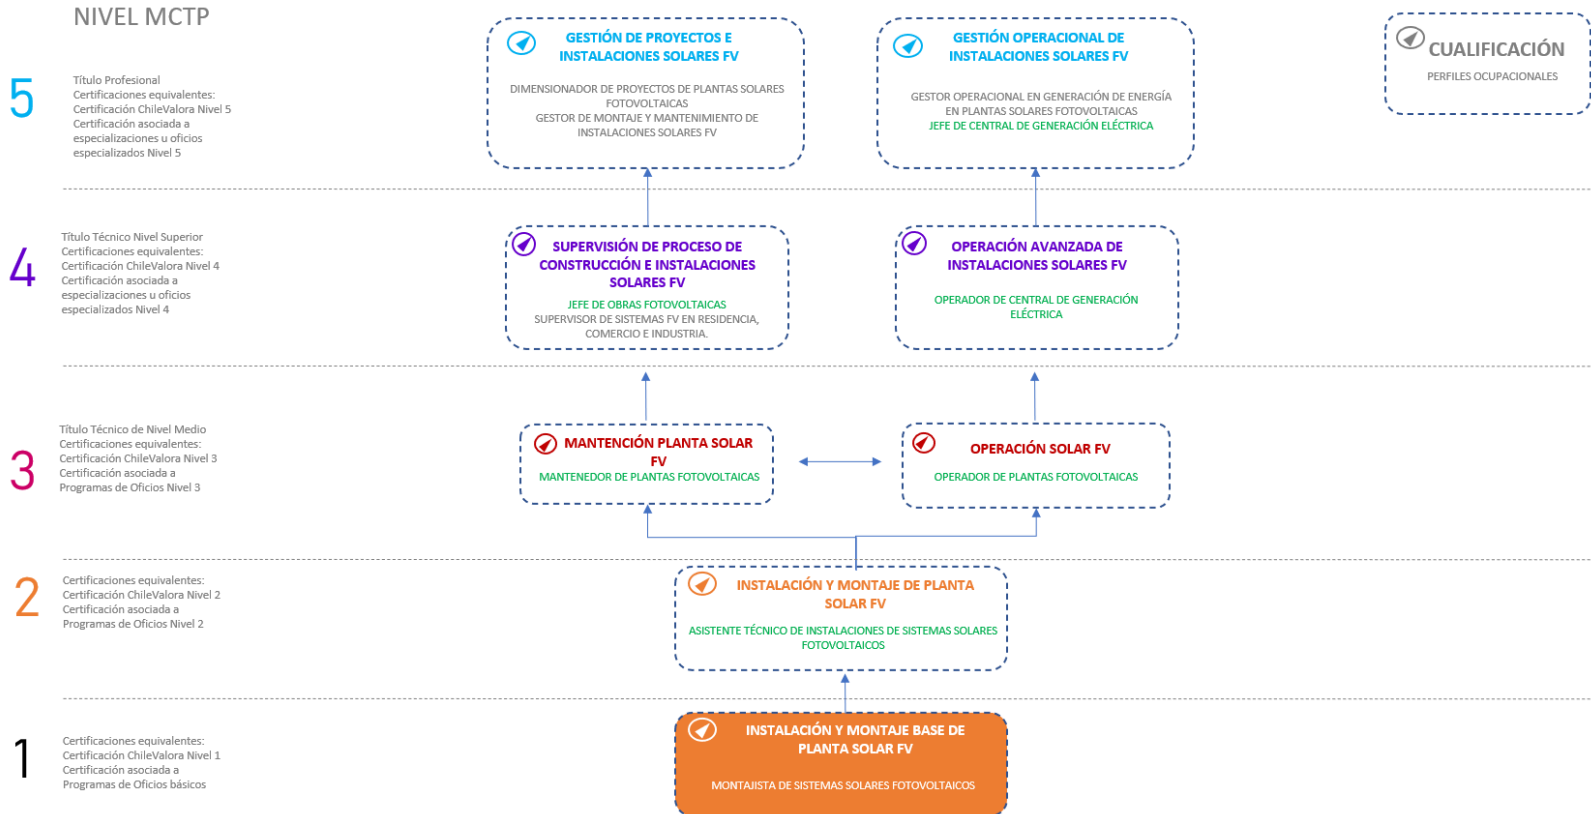 NIVEL MCTP
5
Título Profesional
Certificaciones equivalentes:
Certificación ChileValora Nivel 5
Certificación asociada a
especializaciones u oficios
especializados Nivel 5
GESTIÓN DE PROYECTOS E
INSTALACIONES SOLARES FV
DIMENSIONADOR DE PROYECTOS DE PLANTAS SOLARES
FOTOVOLTAICAS
GESTOR DE MONTAJE Y MANTENIMIENTO DE
INSTALACIONES SOLARES FV
GESTIÓN OPERACIONAL DE
INSTALACIONES SOLARES FV
GESTOR OPERACIONAL EN GENERACIÓN DE ENERGÍA
EN PLANTAS SOLARES FOTOVOLTAICAS
JEFE DE CENTRAL DE GENERACIÓN ELÉCTRICA
CUALIFICACIÓN
PERFILES OCUPACIONALES
4
Título Técnico Nivel Superior
Certificaciones equivalentes:
Certificación ChileValora Nivel 4
Certificación asociada a
especializaciones u oficios
especializados Nivel 4
SUPERVISIÓN DE PROCESO DE
CONSTRUCCIÓN E INSTALACIONES
SOLARES FV
JEFE DE OBRAS FOTOVOLTAICAS
SUPERVISOR DE SISTEMAS FV EN RESIDENCIA,
COMERCIO E INDUSTRIA.
OPERACIÓN AVANZADA DE
INSTALACIONES SOLARES FV
OPERADOR DE CENTRAL DE GENERACIÓN
ELÉCTRICA
3
Título Técnico de Nivel Medio
Certificaciones equivalentes:
Certificación ChileValora Nivel 3
Certificación asociada a
Programas de Oficios Nivel 3
MANTENCIÓN PLANTA SOLAR
FV
MANTENEDOR DE PLANTAS FOTOVOLTAICAS
OPERACIÓN SOLAR FV
OPERADOR DE PLANTAS FOTOVOLTAICAS
2
Certificaciones equivalentes:
Certificación ChileValora Nivel 2
Certificación asociada a
Programas de Oficios Nivel 2
INSTALACIÓN Y MONTAJE DE PLANTA
SOLAR FV
ASISTENTE TÉCNICO DE INSTALACIONES DE SISTEMAS SOLARES
FOTOVOLTAICOS
1
Certificaciones equivalentes:
Certificación ChileValora Nivel 1
Certificación asociada a
Programas de Oficios básicos
INSTALACIÓN Y MONTAJE BASE DE
PLANTA SOLAR FV
MONTAJISTA DE SISTEMAS SOLARES FOTOVOLTAICOS